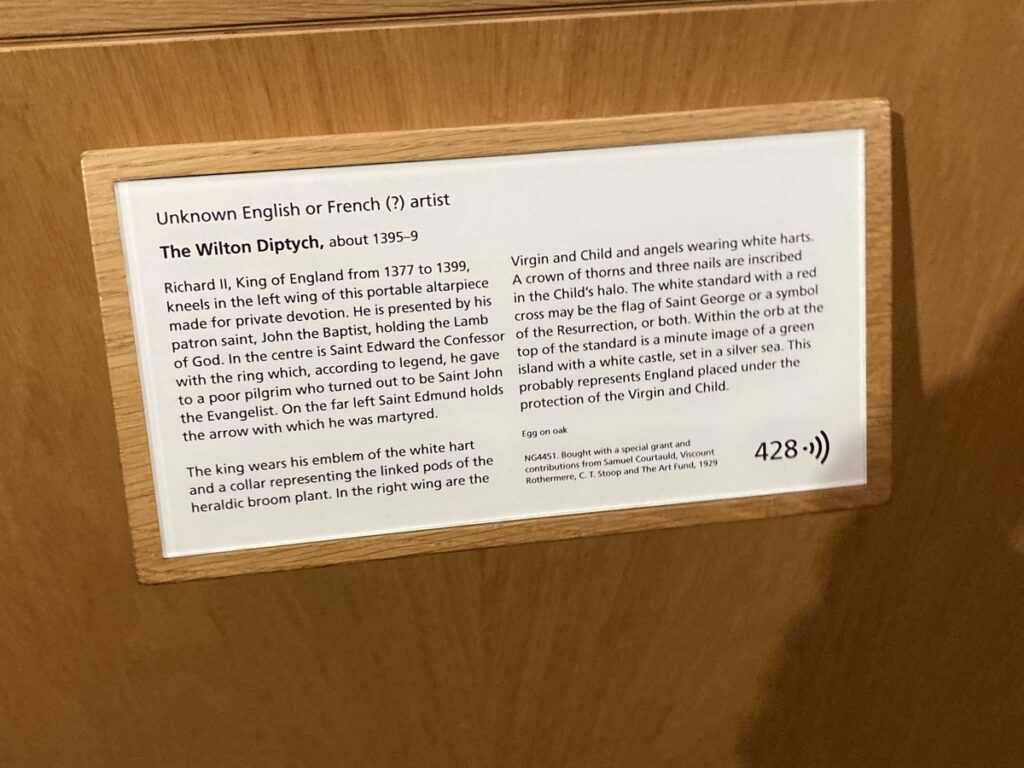 Unknown English or French (?) artist
The Wilton Diptych, about 1395–9
Richard II, King of England from 1377 to 1399,
kneels in the left wing of this portable altarpiece
made for private devotion. He is presented by his
patron saint, John the Baptist, holding the Lamb
of God. In the centre is Saint Edward the Confessor
with the ring which, according to legend, he gave
to a poor pilgrim who turned out to be Saint John
the Evangelist. On the far left Saint Edmund holds
the arrow with which he was martyred.
The king wears his emblem of the white hart
and a collar representing the linked pods of the
heraldic broom plant. In the right wing are the
Virgin and Child and angels wearing white harts.
A crown of thorns and three nails are inscribed
in the Child's halo. The white standard with a red
cross may be the flag of Saint George or a symbol
of the Resurrection, or both. Within the orb at the
top of the standard is a minute image of a green
island with a white castle, set in a silver sea. This
probably represents England placed under the
protection of the Virgin and Child.
Egg on oak
NG4451. Bought with a special grant and
contributions from Samuel Courtauld, Viscount
Rothermere, C. T. Stoop and The Art Fund, 1929
428